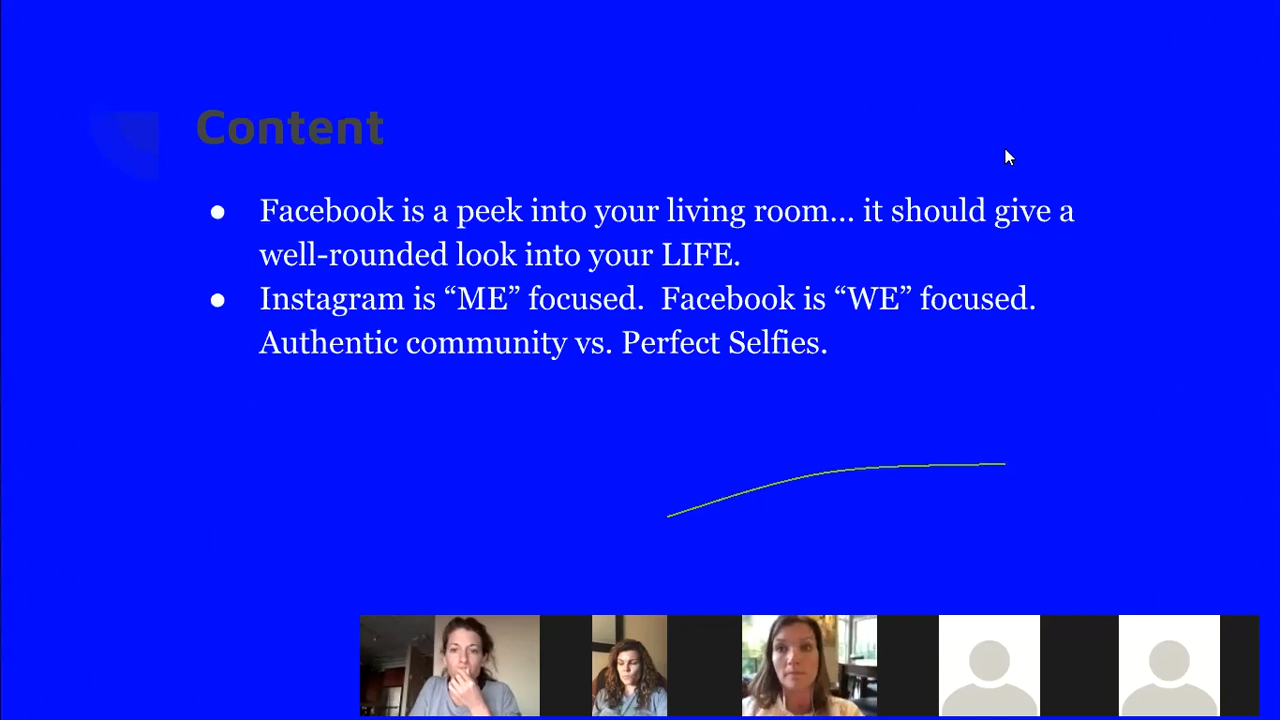 Content
● Facebook is a peek into your living room... it should give a
well-rounded look into your LIFE.
● Instagram is “ME” focused.  Facebook is “WE” focused.
Authentic community vs. Perfect Selfies.